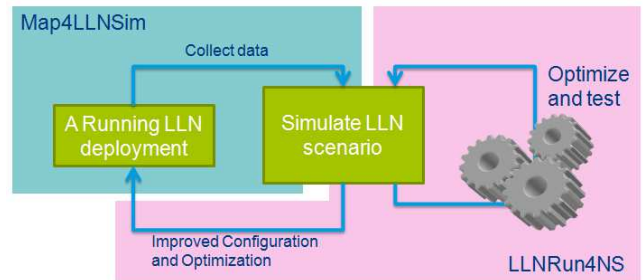 Map4LLNSim
Collect data
A Running LLN
deployment
Simulate LLN
scenario
Optimize
and test
Improved Configuration
and Optimization
LLNRun4NS